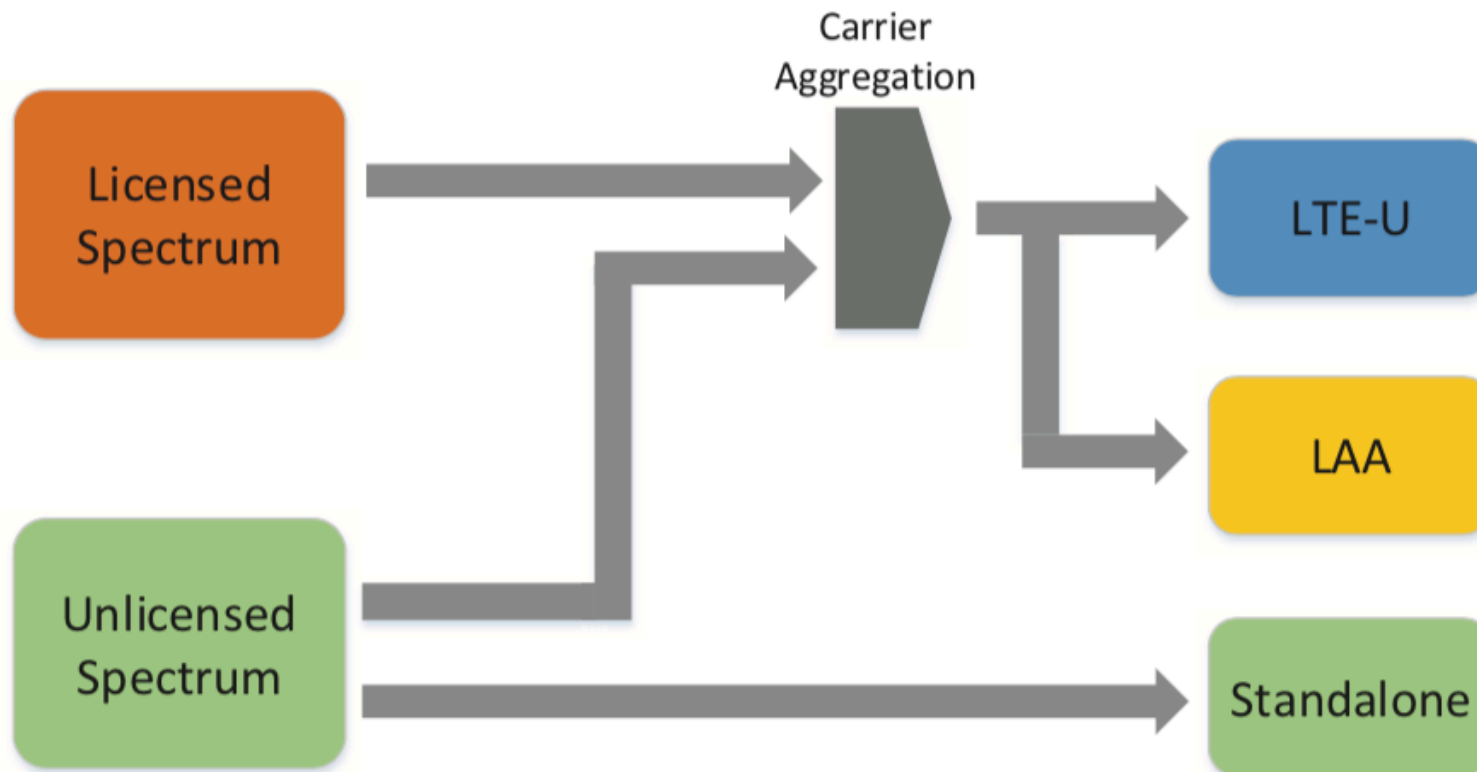 Carrier
Aggregation
Licensed
Spectrum
LTE-U
LAA
Unlicensed
Spectrum
Standalone